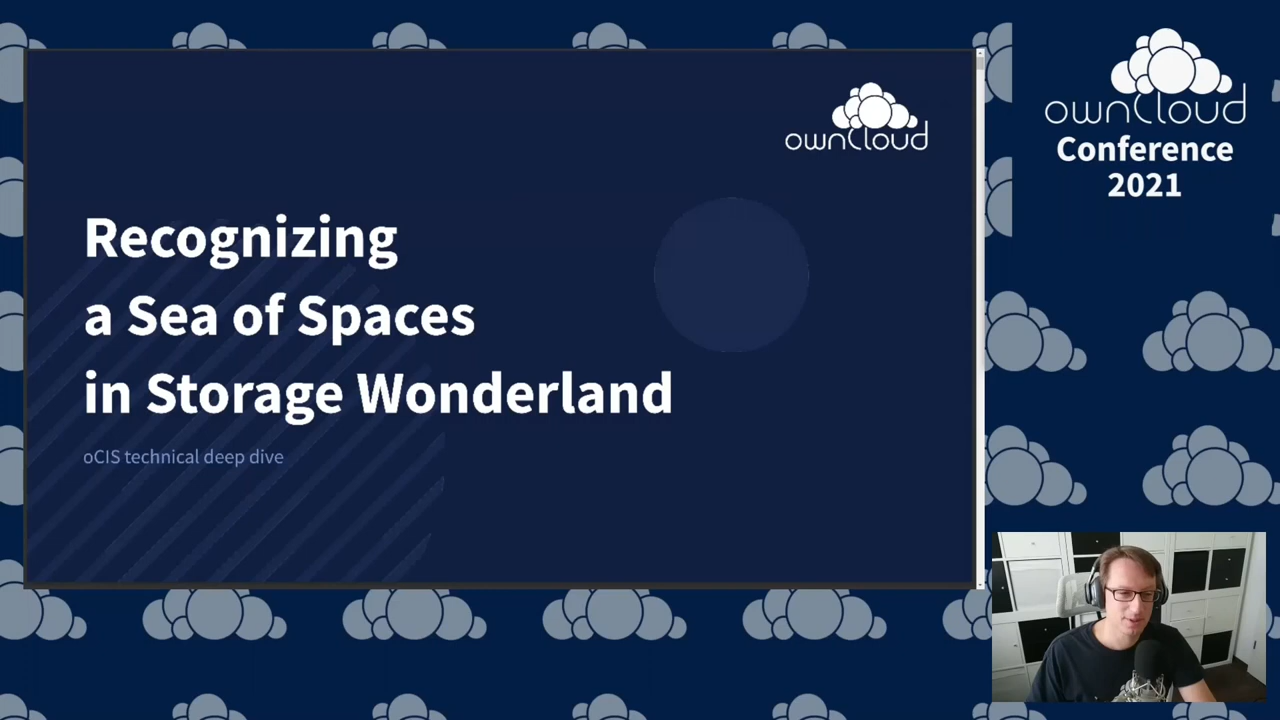 ownCloud
Recognizing
a Sea of Spaces
in Storage Wonderland
oCIS technical deep dive
ownCloud
Conference
2021